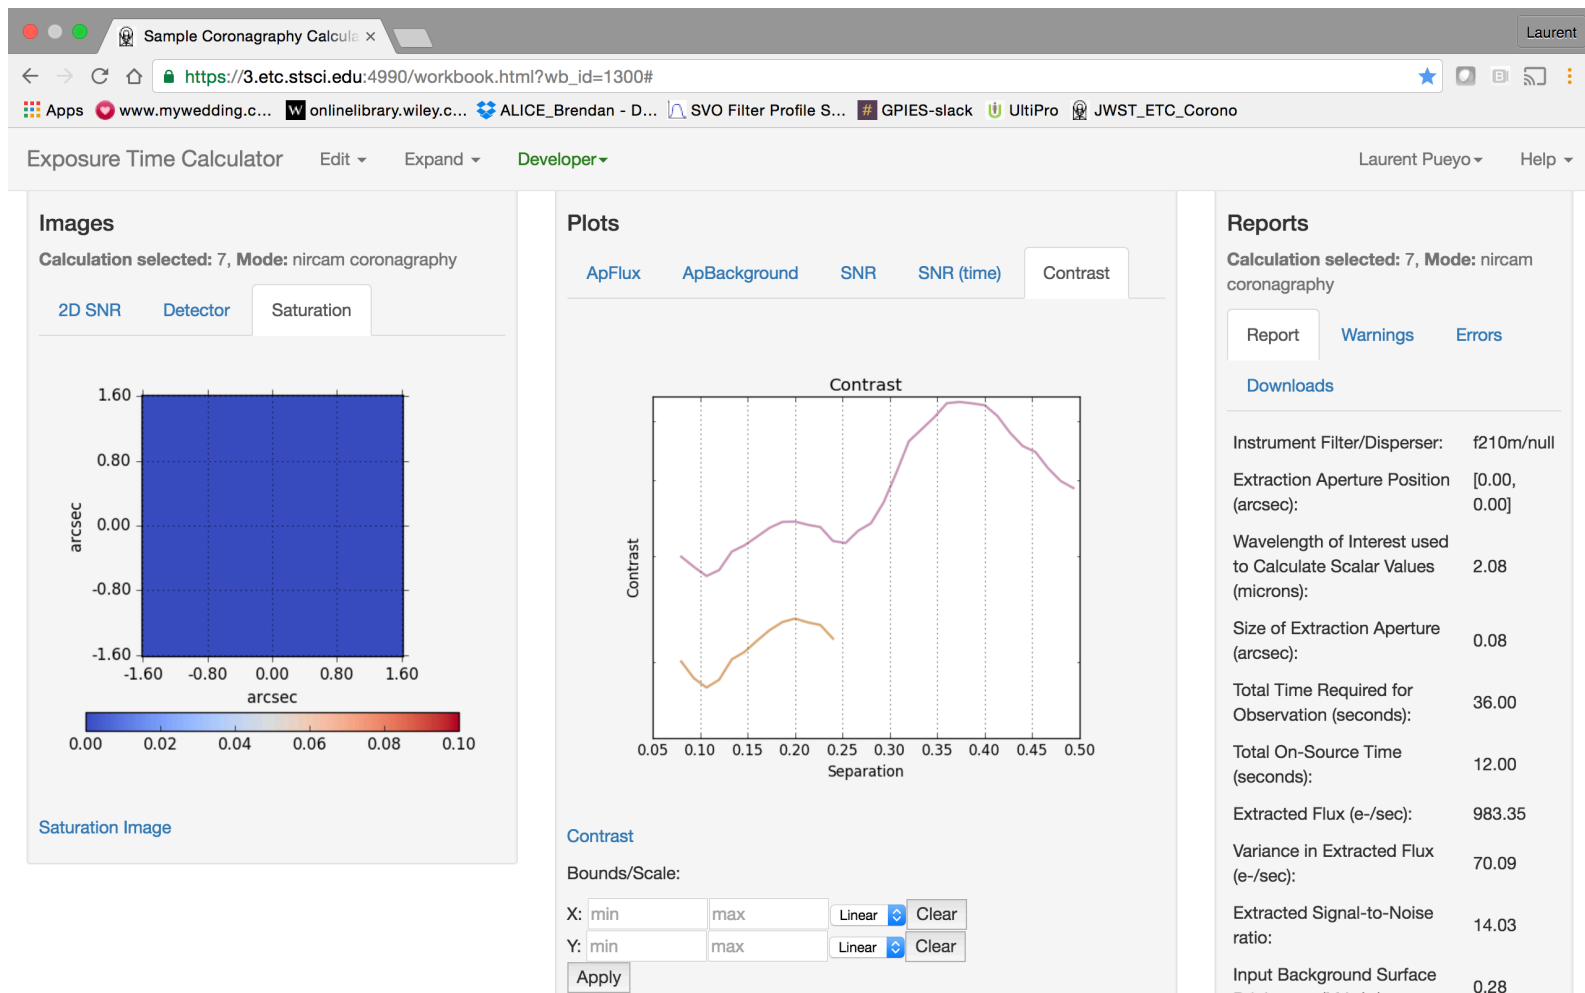 Sample Coronagraphy Calcula
Laurent
https://3.etc.stsci.edu:4990/workbook.html?wb_id=1300#
Apps www.mywedding.c... W onlinelibrary.wiley.c... ALICE_Brendan - D... SVO Filter Profile S... # GPIES-slack UltiPro JWST_ETC_Corono
Exposure Time Calculator Edit Expand Developer Laurent Pueyo Help
Images
Calculation selected: 7, Mode: nircam coronagraphy
2D SNR Detector Saturation
1.60
0.80
0.00
-0.80
-1.60
arcsec
-1.60 -0.80 0.00 0.80 1.60
arcsec
0.00 0.02 0.04 0.06 0.08 0.10
Saturation Image
Plots
ApFlux ApBackground SNR SNR (time) Contrast
Contrast
Contrast
0.05 0.10 0.15 0.20 0.25 0.30 0.35 0.40 0.45 0.50
Separation
Contrast
Bounds/Scale:
X: min max Linear Clear
Y: min max Linear Clear
Apply
Reports
Calculation selected: 7, Mode: nircam
coronagraphy
Report Warnings Errors
Downloads
Instrument Filter/Disperser: f210m/null
Extraction Aperture Position [0.00,
(arcsec): 0.00]
Wavelength of Interest used
to Calculate Scalar Values 2.08
(microns):
Size of Extraction Aperture
(arcsec): 0.08
Total Time Required for
Observation (seconds): 36.00
Total On-Source Time
(seconds): 12.00
Extracted Flux (e-/sec): 983.35
Variance in Extracted Flux
(e-/sec): 70.09
Extracted Signal-to-Noise
ratio: 14.03
Input Background Surface
0.28